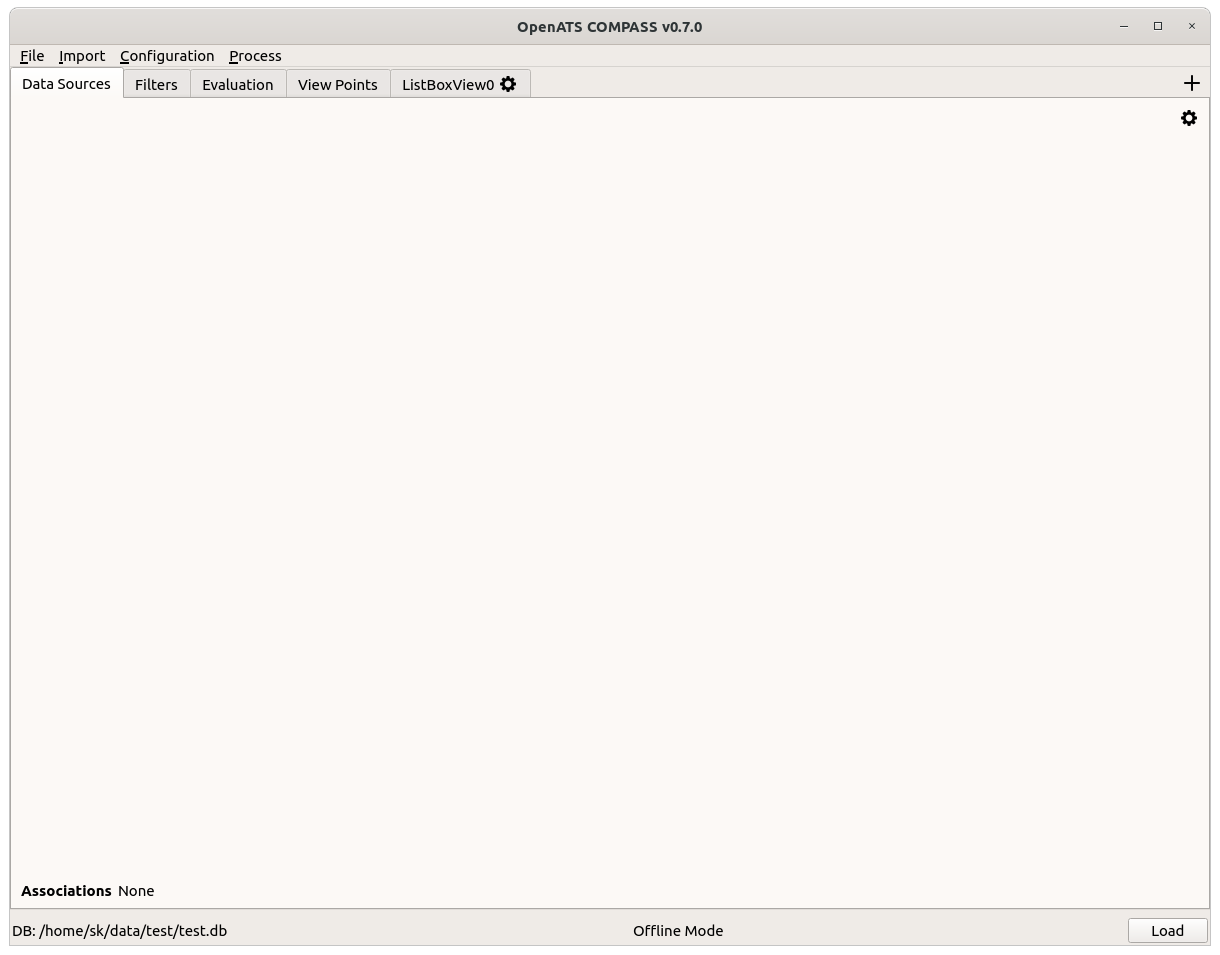 OpenATS COMPASS v0.7.0
File Import Configuration Process
Data Sources Filters Evaluation View Points ListBoxView0
Associations None
DB: /home/sk/data/test/test.db Offline Mode Load